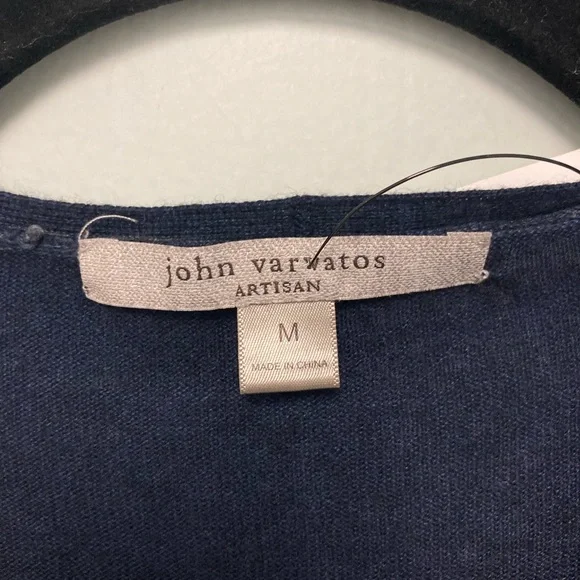 john varvatos
ARTISAN
M
MADE IN CHINA